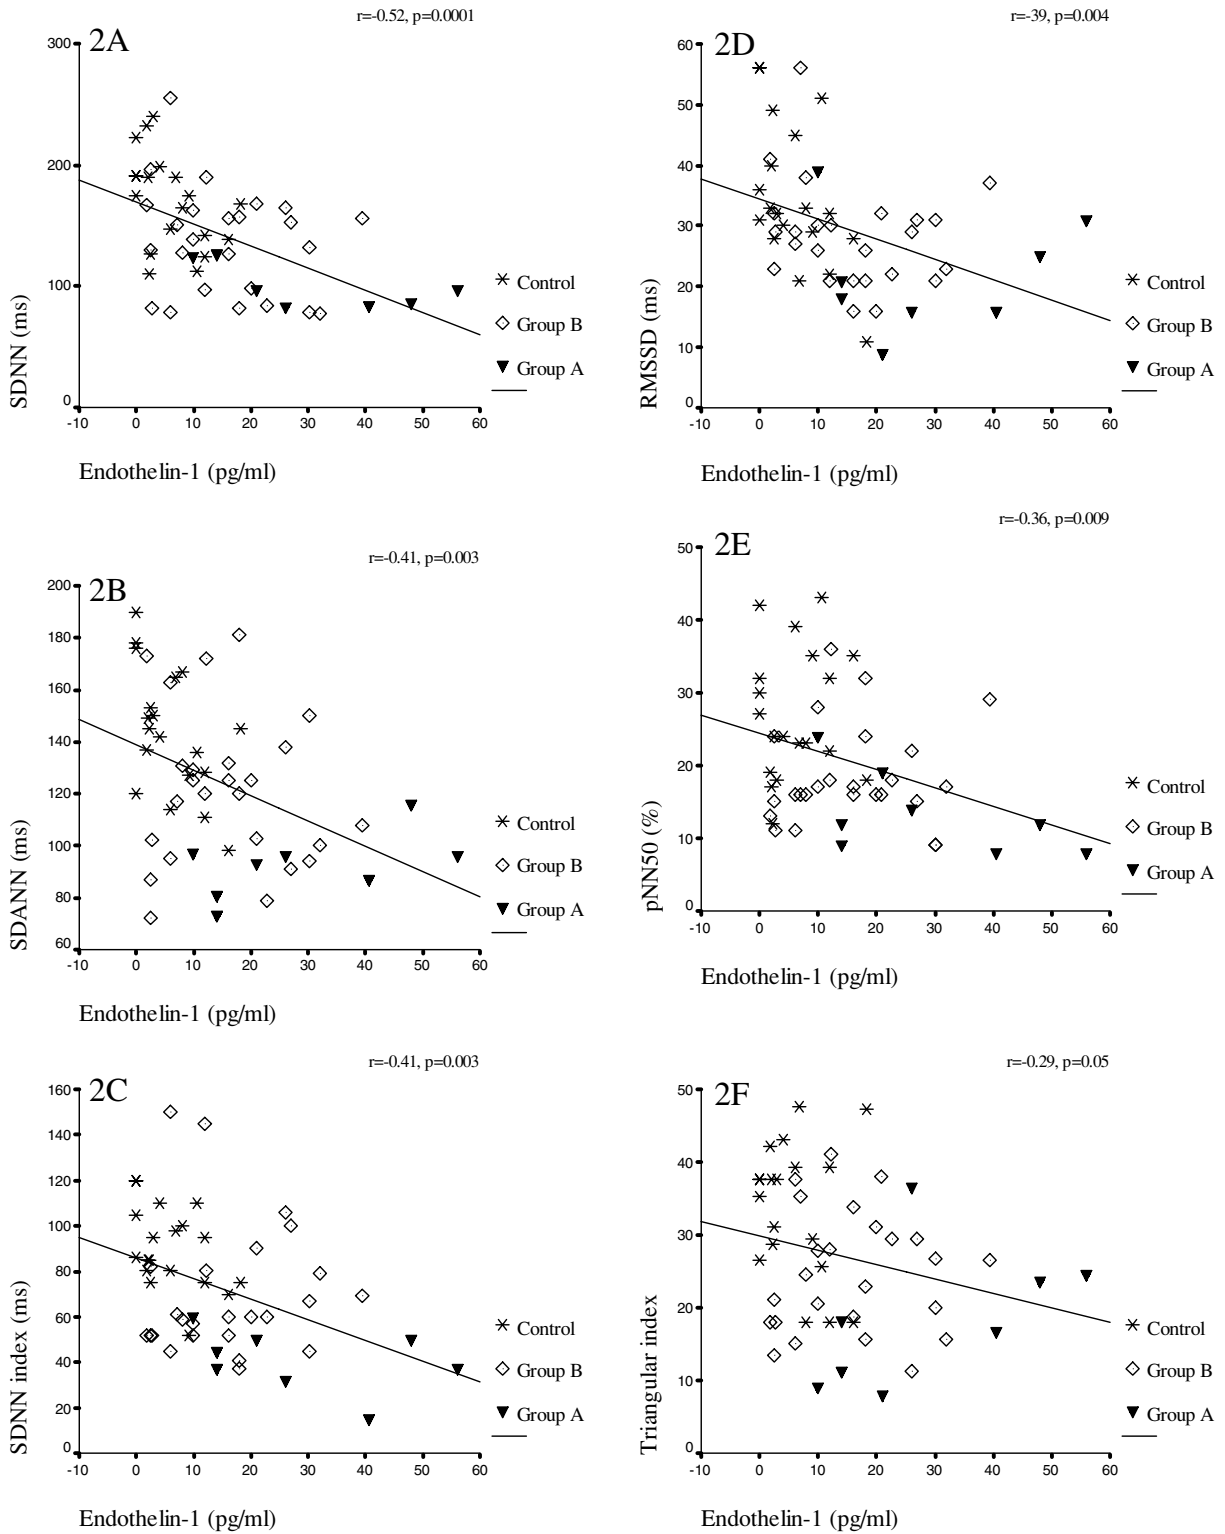 r=-0.52, p=0.0001
2A
300
200
100
0
-10 0 10 20 30 40 50 60
SDNN (ms)
Endothelin-1 (pg/ml)
Control
Group B
Group A
r=-39, p=0.004
2D
60
50
40
30
20
10
0
-10 0 10 20 30 40 50 60
RMSSD (ms)
Endothelin-1 (pg/ml)
Control
Group B
Group A
r=-0.41, p=0.003
2B
200
180
160
140
120
100
80
60
-10 0 10 20 30 40 50 60
SDANN (ms)
Endothelin-1 (pg/ml)
Control
Group B
Group A
r=-0.36, p=0.009
2E
50
40
30
20
10
0
-10 0 10 20 30 40 50 60
pNN50 (%)
Endothelin-1 (pg/ml)
Control
Group B
Group A
r=-0.41, p=0.003
2C
160
140
120
100
80
60
40
20
0
-10 0 10 20 30 40 50 60
SDNN index (ms)
Endothelin-1 (pg/ml)
Control
Group B
Group A
r=-0.29, p=0.05
2F
50
40
30
20
10
0
-10 0 10 20 30 40 50 60
Triangular index
Endothelin-1 (pg/ml)
Control
Group B
Group A